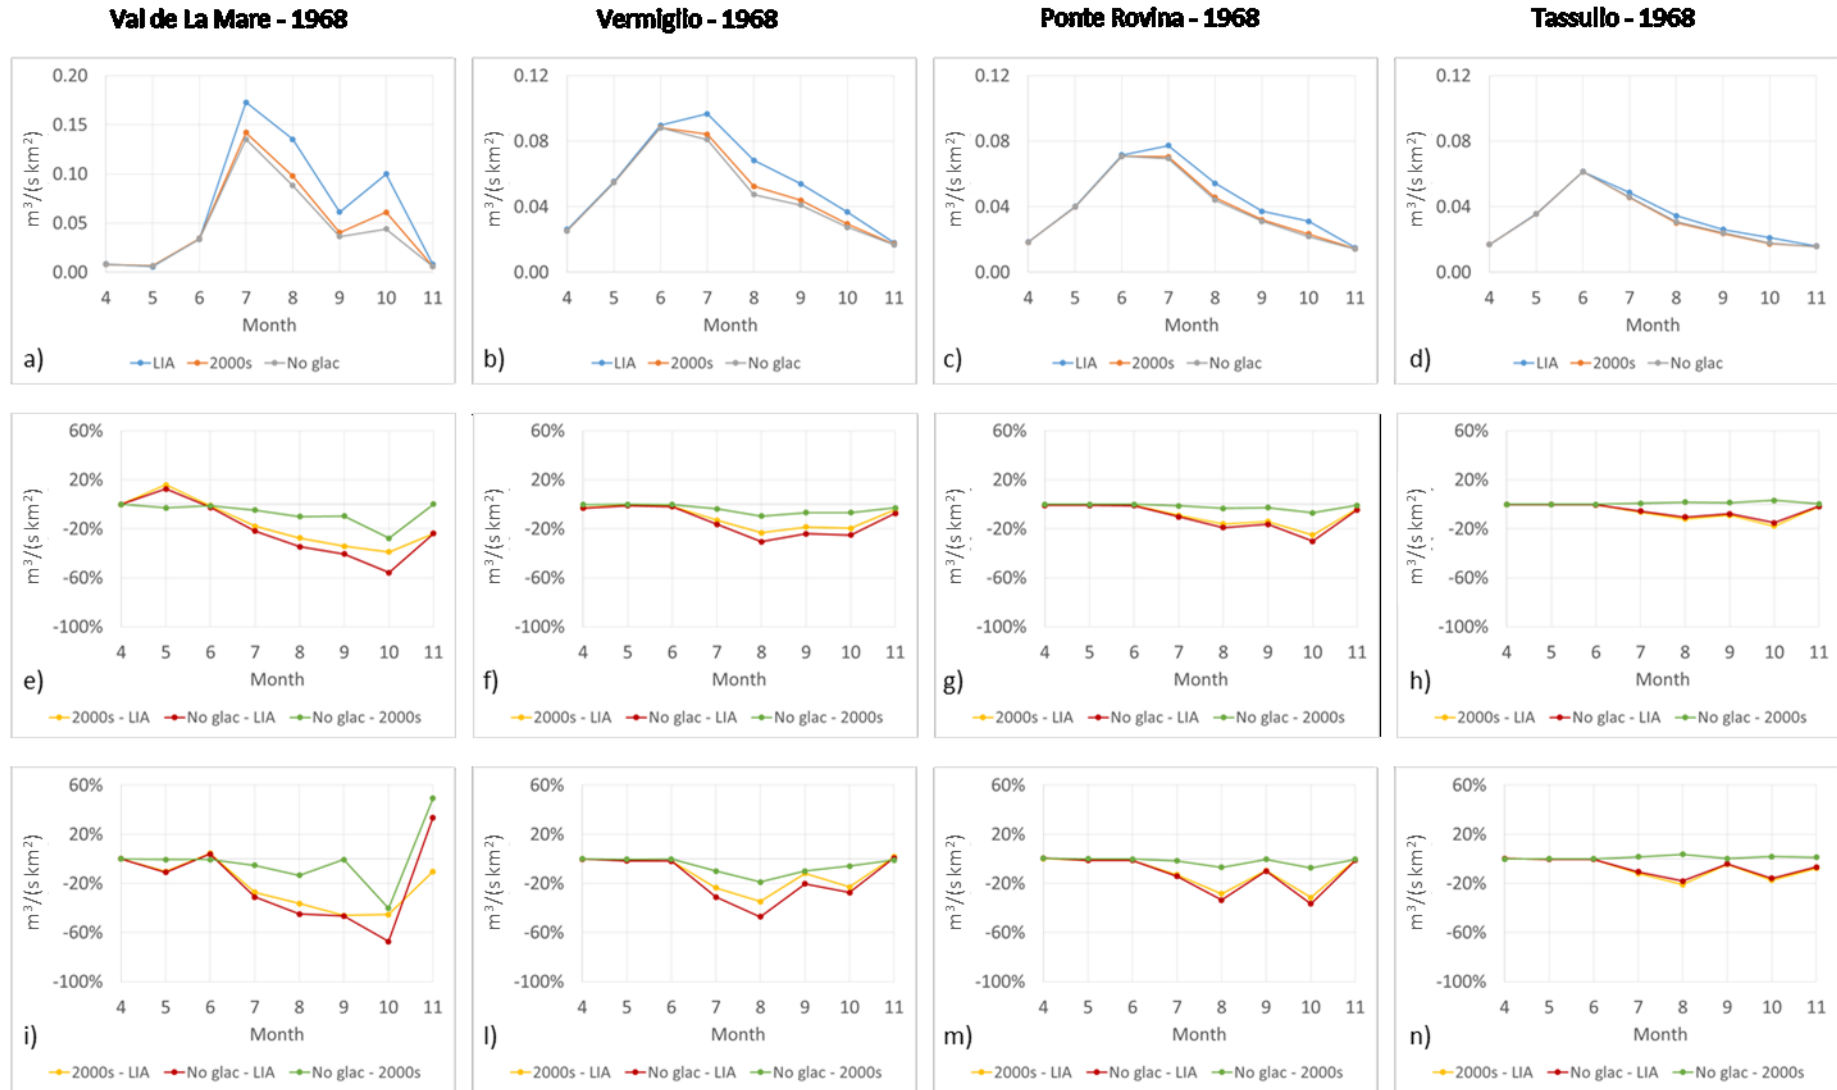 Val de La Mare - 1968
Vermiglio - 1968
Ponte Rovina - 1968
Tassullo - 1968
0.20
0.15
0.10
0.05
0.00
m³/(s km²)
4 5 6 7 8 9 10 11
Month
a)
LIA 2000s No glac
0.12
0.08
0.04
0.00
m³/(s km²)
4 5 6 7 8 9 10 11
Month
b)
LIA 2000s No glac
0.12
0.08
0.04
0.00
m³/(s km²)
4 5 6 7 8 9 10 11
Month
c)
LIA 2000s No glac
0.12
0.08
0.04
0.00
m³/(s km²)
4 5 6 7 8 9 10 11
Month
d)
LIA 2000s No glac
60%
20%
-20%
-60%
-100%
m³/(s km²)
4 5 6 7 8 9 10 11
Month
e)
2000s - LIA No glac - LIA No glac - 2000s
60%
20%
-20%
-60%
-100%
m³/(s km²)
4 5 6 7 8 9 10 11
Month
f)
2000s - LIA No glac - LIA No glac - 2000s
60%
20%
-20%
-60%
-100%
m³/(s km²)
4 5 6 7 8 9 10 11
Month
g)
2000s - LIA No glac - LIA No glac - 2000s
60%
20%
-20%
-60%
-100%
m³/(s km²)
4 5 6 7 8 9 10 11
Month
h)
2000s - LIA No glac - LIA No glac - 2000s
60%
20%
-20%
-60%
-100%
m³/(s km²)
4 5 6 7 8 9 10 11
Month
i)
2000s - LIA No glac - LIA No glac - 2000s
60%
20%
-20%
-60%
-100%
m³/(s km²)
4 5 6 7 8 9 10 11
Month
l)
2000s - LIA No glac - LIA No glac - 2000s
60%
20%
-20%
-60%
-100%
m³/(s km²)
4 5 6 7 8 9 10 11
Month
m)
2000s - LIA No glac - LIA No glac - 2000s
60%
20%
-20%
-60%
-100%
m³/(s km²)
4 5 6 7 8 9 10 11
Month
n)
2000s - LIA No glac - LIA No glac - 2000s